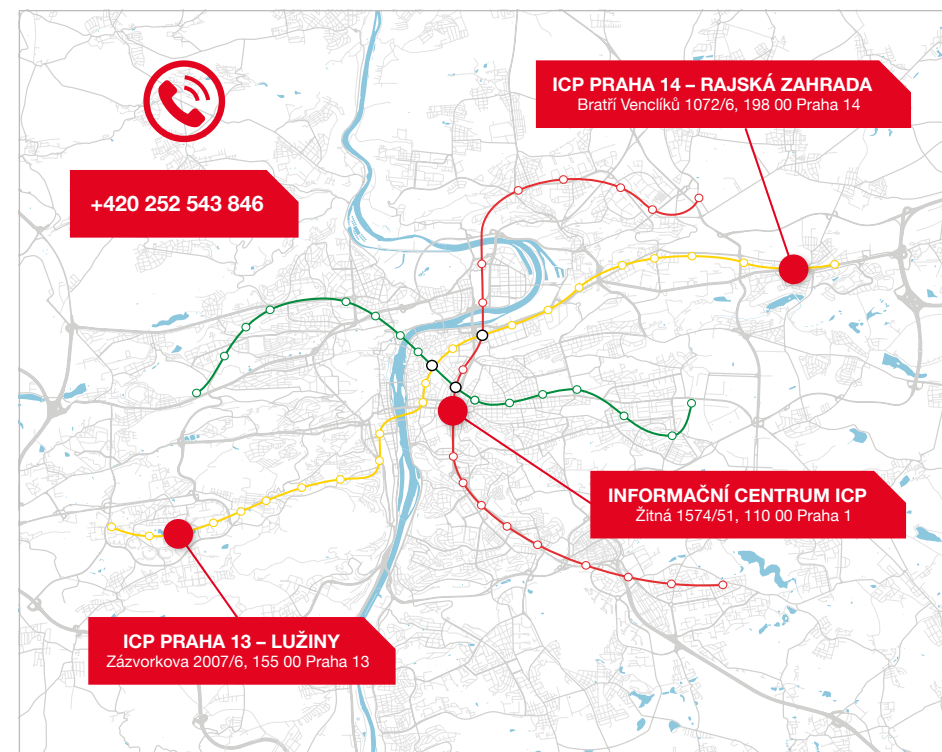 ICP PRAHA 14 – RAJSKÁ ZAHRADA
Bratří Venclíků 1072/6, 198 00 Praha 14
+420 252 543 846
INFORMAČNÍ CENTRUM ICP
Žitná 1574/51, 110 00 Praha 1
ICP PRAHA 13 – LUŽINY
Zázvorkova 2007/6, 155 00 Praha 13